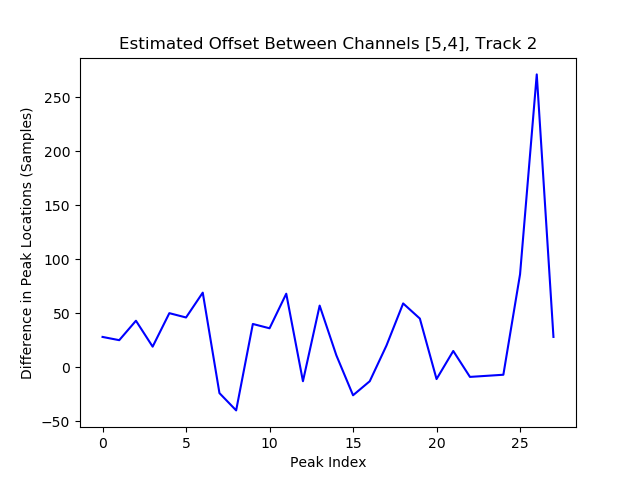 Estimated Offset Between Channels [5,4], Track 2
Difference in Peak Locations (Samples)
250
200
150
100
50
0
−50
0 5 10 15 20 25
Peak Index